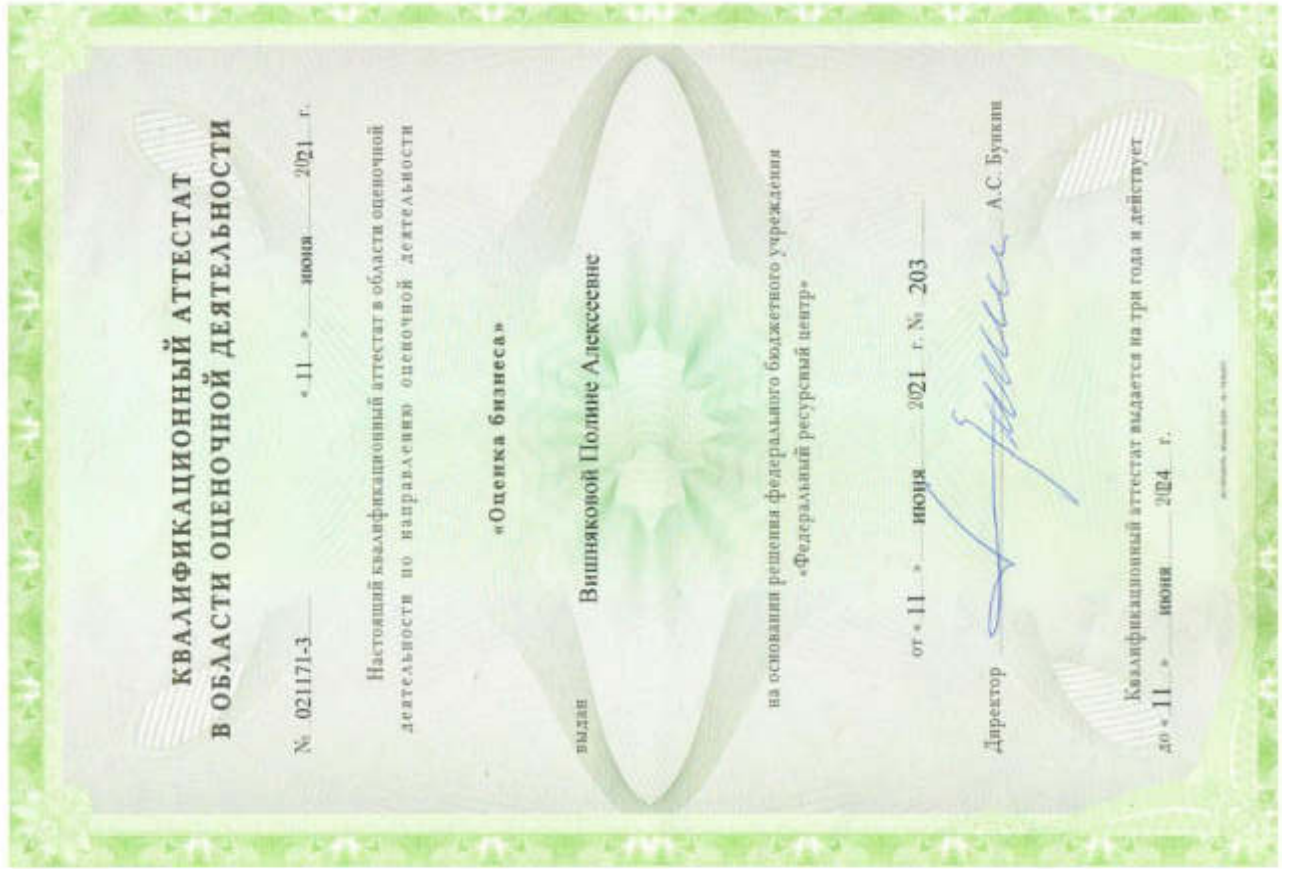 КВАЛИФИКАЦИОННЫЙ АТТЕСТАТ
В ОБЛАСТИ ОЦЕНОЧНОЙ ДЕЯТЕЛЬНОСТИ
№ 021171-3 « 11 » июня 2021 г.
Настоящий квалификационный аттестат в области оценочной
деятельности по направлению оценочной деятельности
«Оценка бизнеса»
выдан Вишняковой Полине Алексеевне
на основании решения федерального бюджетного учреждения
«Федеральный ресурсный центр»
от « 11 » июня 2021 г. № 203
Директор А.С. Бункин
Квалификационный аттестат выдается на три года и действует
до « 11 » июня 2024 г.